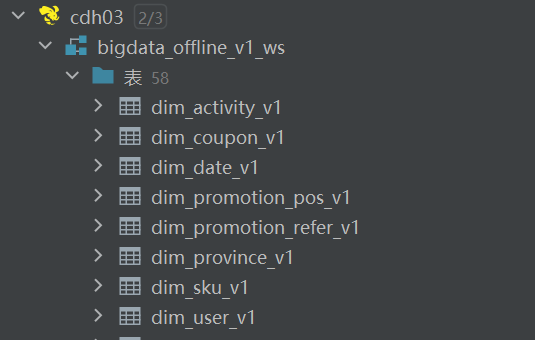 cdh03 2/3
bigdata_offline_v1_ws
表 58
dim_activity_v1
dim_coupon_v1
dim_date_v1
dim_promotion_pos_v1
dim_promotion_refer_v1
dim_province_v1
dim_sku_v1
dim_user_v1